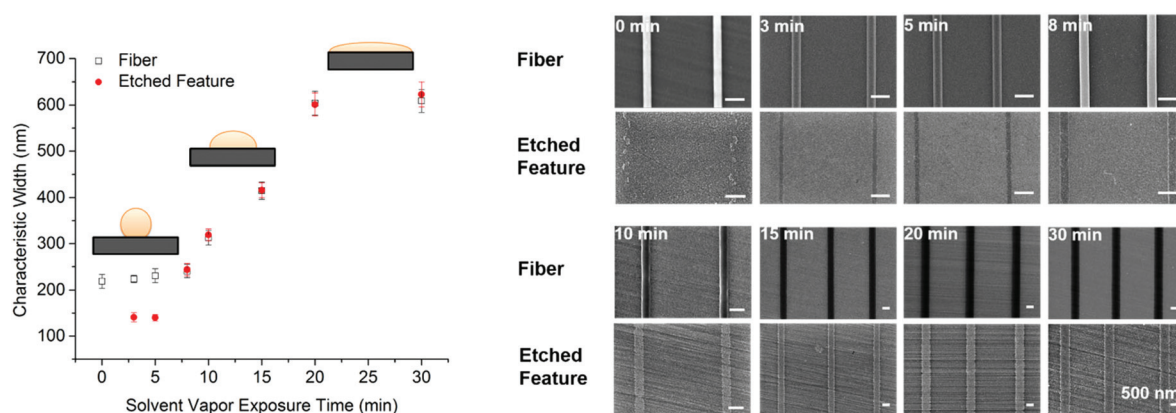 700
600
500
400
300
200
100
Characteristic Width (nm)
Fiber
Etched Feature
0 5 10 15 20 25 30
Solvent Vapor Exposure Time (min)
Fiber
0 min 3 min 5 min 8 min
Etched
Feature
Fiber
10 min 15 min 20 min 30 min
Etched
Feature
500 nm